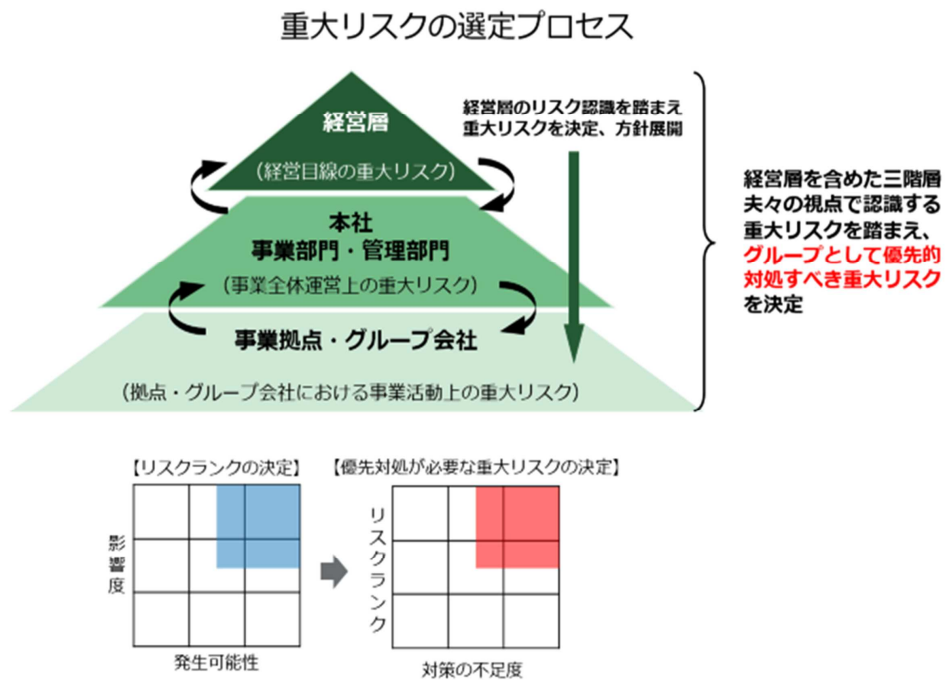 重大リスクの選定プロセス
経営層
(経営目線の重大リスク)
経営層のリスク認識を踏まえ
重大リスクを決定、方針展開
本社
事業部門・管理部門
(事業全体運営上の重大リスク)
事業拠点・グループ会社
(拠点・グループ会社における事業活動上の重大リスク)
経営層を含めた三階層
夫々の視点で認識する
重大リスクを踏まえ、
グループとして優先的
対処すべき重大リスク
を決定
【リスクランクの決定】
影響度
発生可能性
【優先対処が必要な重大リスクの決定】
リスクランク
対策の不足度